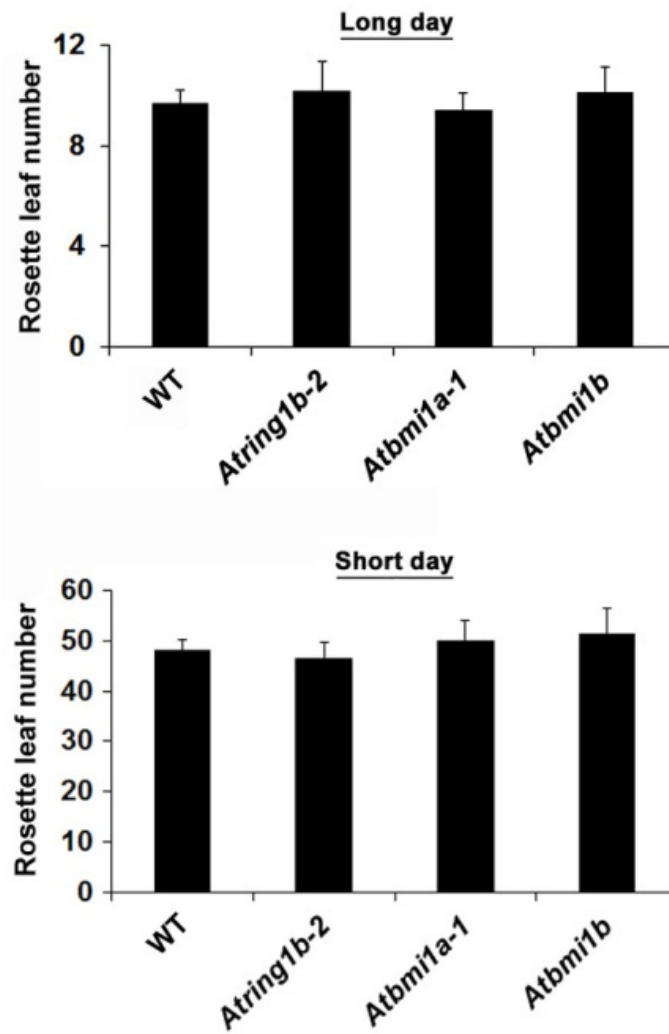 Long day
Rosette leaf number
12
8
4
0
WT
Atring1b-2
Atbmi1a-1
Atbmi1b
Short day
Rosette leaf number
60
50
40
30
20
10
0
WT
Atring1b-2
Atbmi1a-1
Atbmi1b